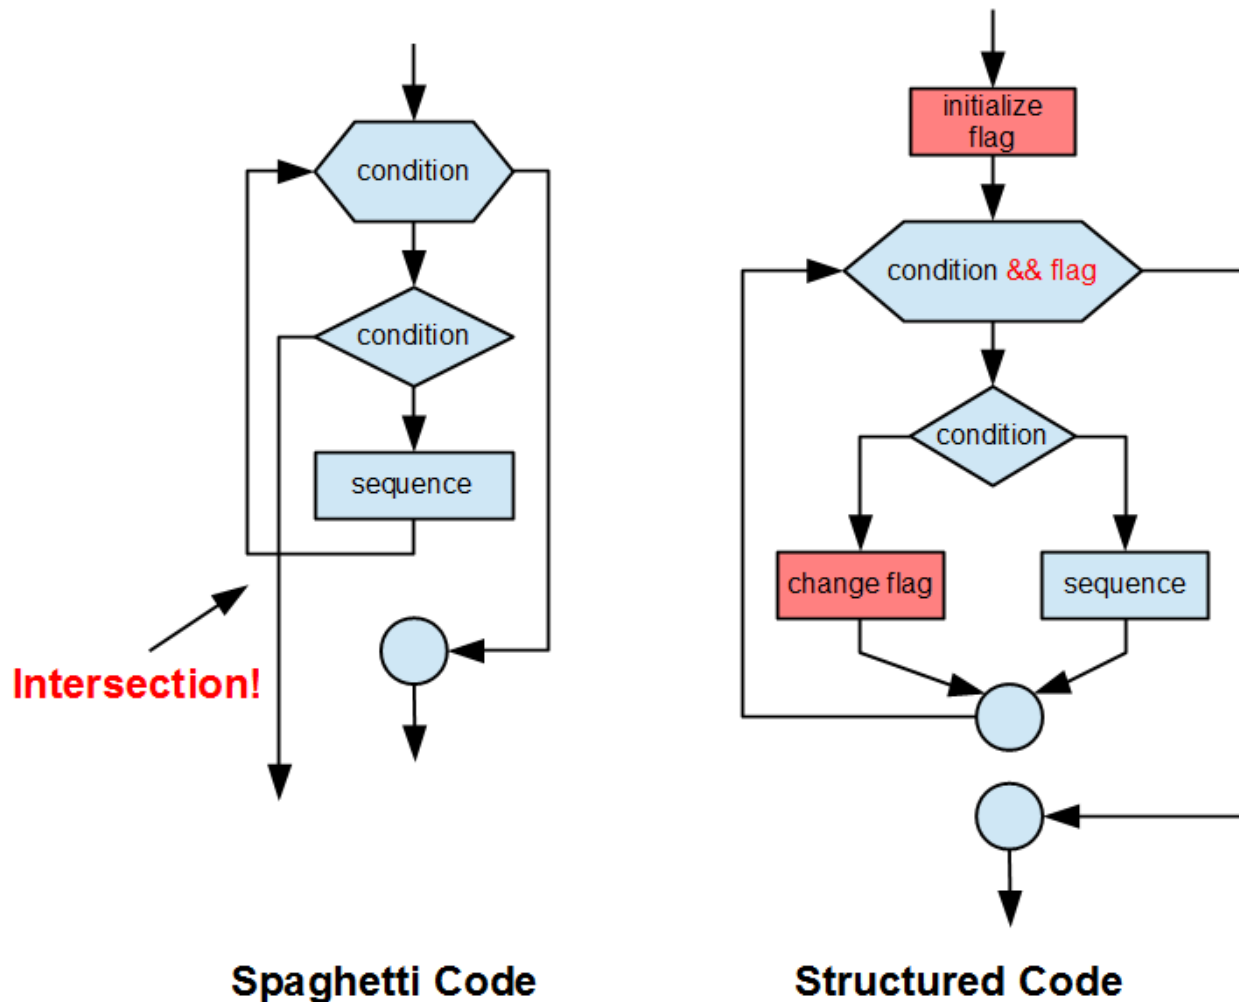 condition
condition
sequence
Intersection!
Spaghetti Code
initialize
flag
condition && flag
condition
change flag
sequence
Structured Code